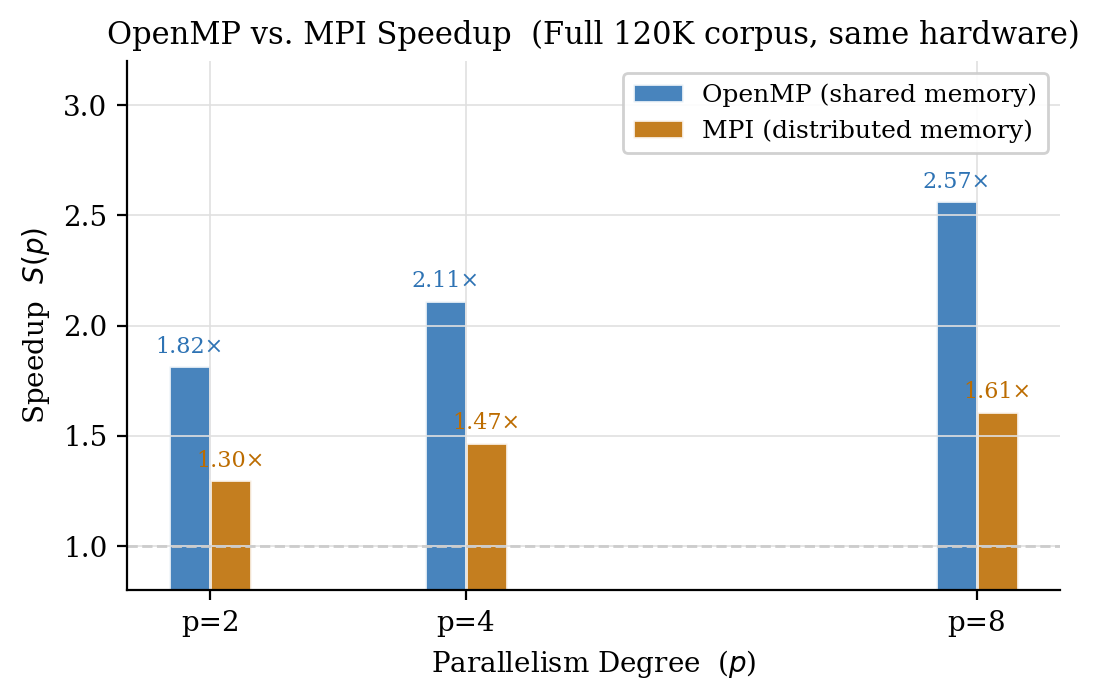 OpenMP vs. MPI Speedup (Full 120K corpus, same hardware)
OpenMP (shared memory)
MPI (distributed memory)
Speedup S(p)
3.0
2.5
2.0
1.5
1.0
1.82×
1.30×
2.11×
1.47×
2.57×
1.61×
p=2
p=4
p=8
Parallelism Degree (p)